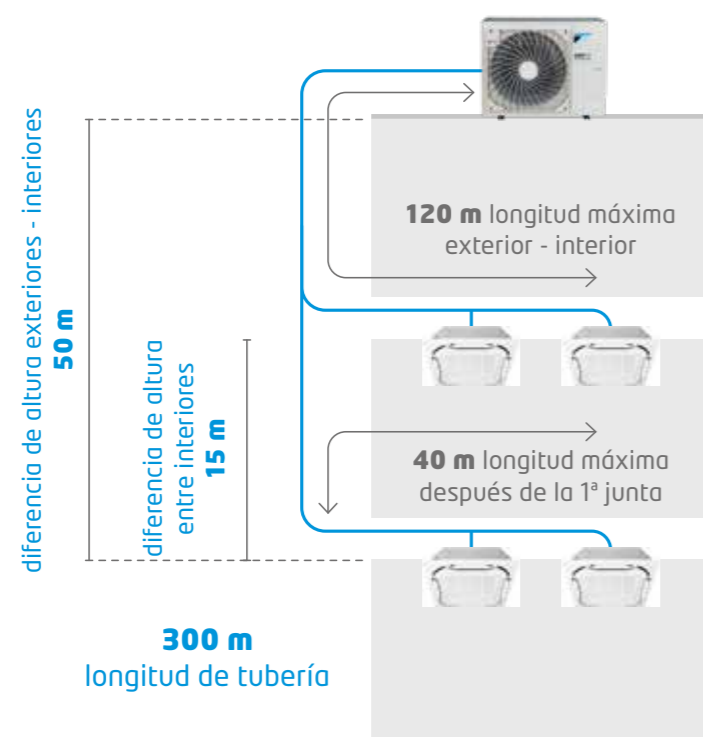 120 m longitud máxima
exterior - interior
diferencia de altura exteriores - interiores
50 m
diferencia de altura
entre interiores
15 m
40 m longitud máxima
después de la 1ª junta
300 m
longitud de tubería